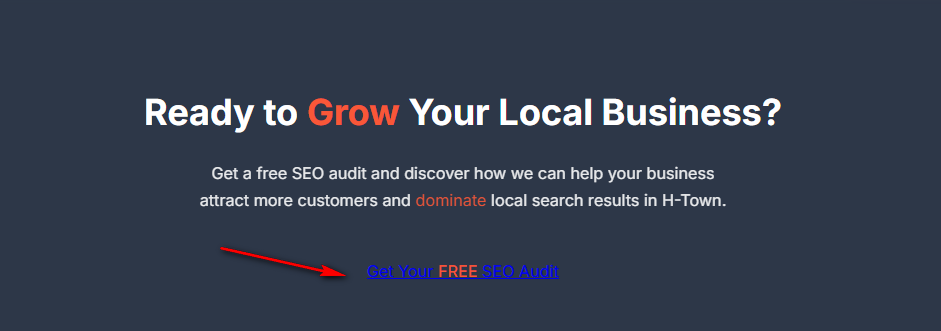 Ready to Grow Your Local Business?
Get a free SEO audit and discover how we can help your business
attract more customers and dominate local search results in H-Town.
Get Your FREE SEO Audit